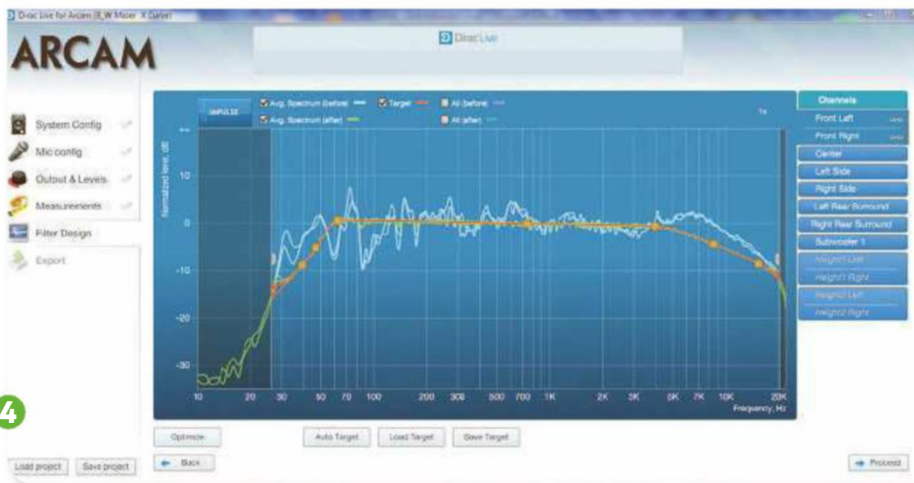 Dirac Live for Arcam (B_W Mixer X Curve)
ARCAM
Dirac Live
System Config
Mic config
Output & Levels
Measurements
Filter Design
Export
4
Load project
Save project
IMPULSE
Avg. Spectrum (before)
Target
All (before)
Avg. Spectrum (after)
All (after)
Normalized level, dB
10
0
-10
-20
-30
10 20 30 50 70 100 200 300 500 700 1K 2K 3K 5K 7K 10K 20K
Frequency, Hz
Channels
Front Left
Front Right
Center
Left Side
Right Side
Left Rear Surround
Right Rear Surround
Subwoofer 1
Height1 Left
Height1 Right
Height2 Left
Height2 Right
Optimize
Auto Target
Load Target
Save Target
Back
Proceed